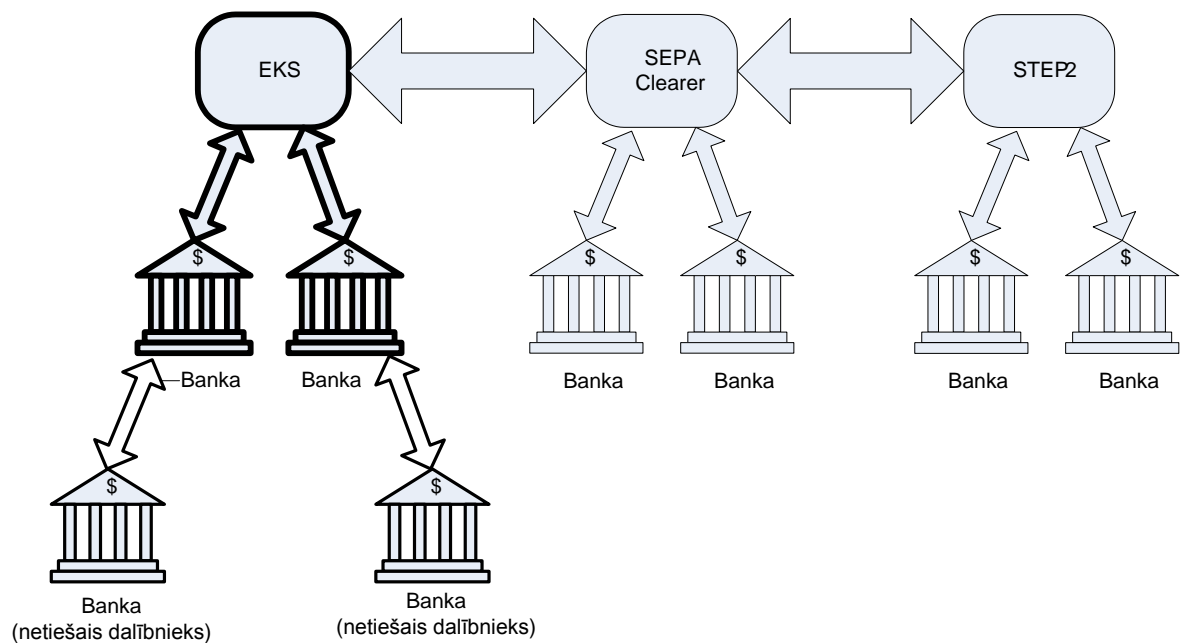 EKS
SEPA
Clearer
STEP2
$
$
$
$
$
$
Banka
Banka
Banka
Banka
Banka
Banka
$
$
Banka
(netiešais dalībnieks)
Banka
(netiešais dalībnieks)